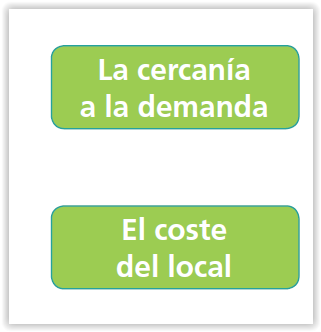 La cercanía
a la demanda
El coste
del local